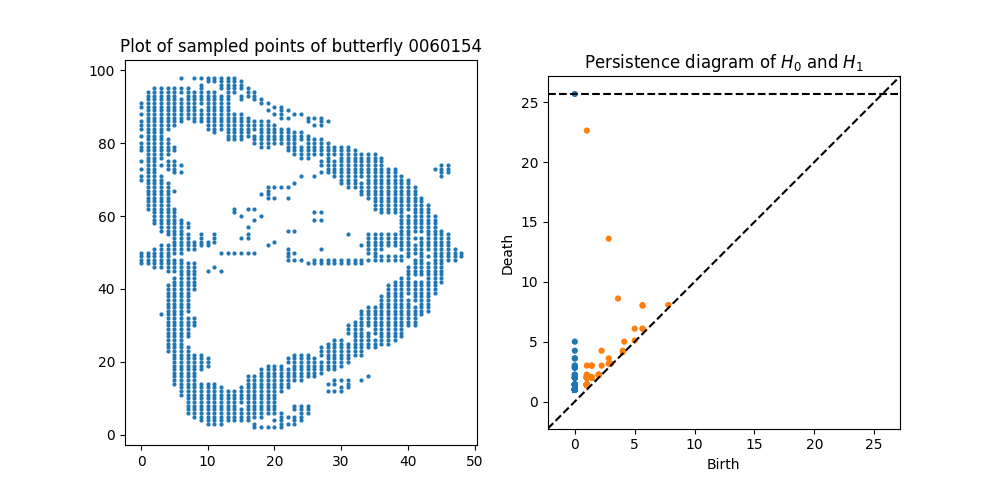 Plot of sampled points of butterfly 0060154
100
80
60
40
20
0
0 10 20 30 40 50
Persistence diagram of H₀ and H₁
Death
25
20
15
10
5
0
0 5 10 15 20 25
Birth